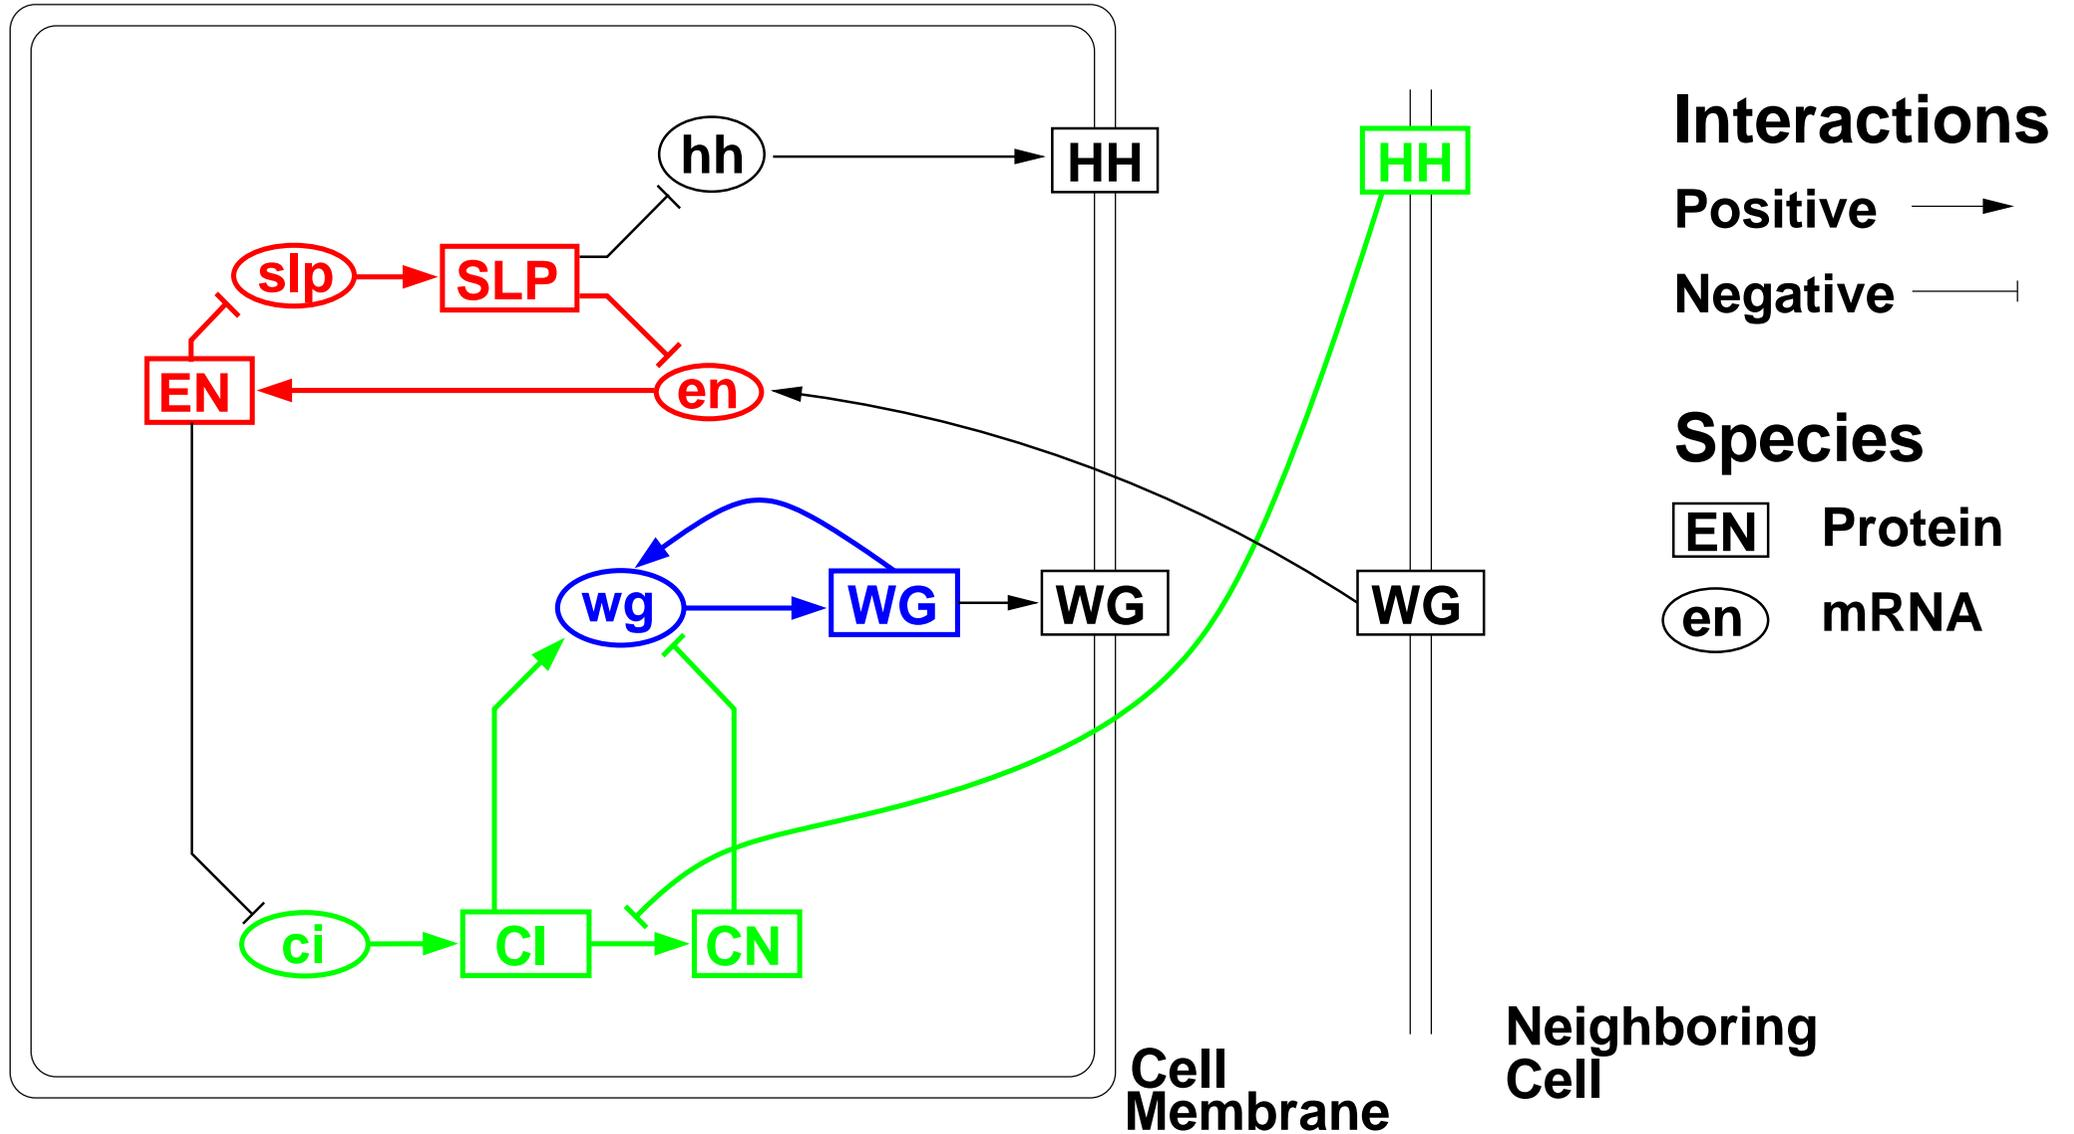 hh
HH
HH
slp
SLP
EN
en
wg
WG
WG
WG
ci
CI
CN
Cell
Membrane
Neighboring
Cell
Interactions
Positive
Negative
Species
EN Protein
en mRNA